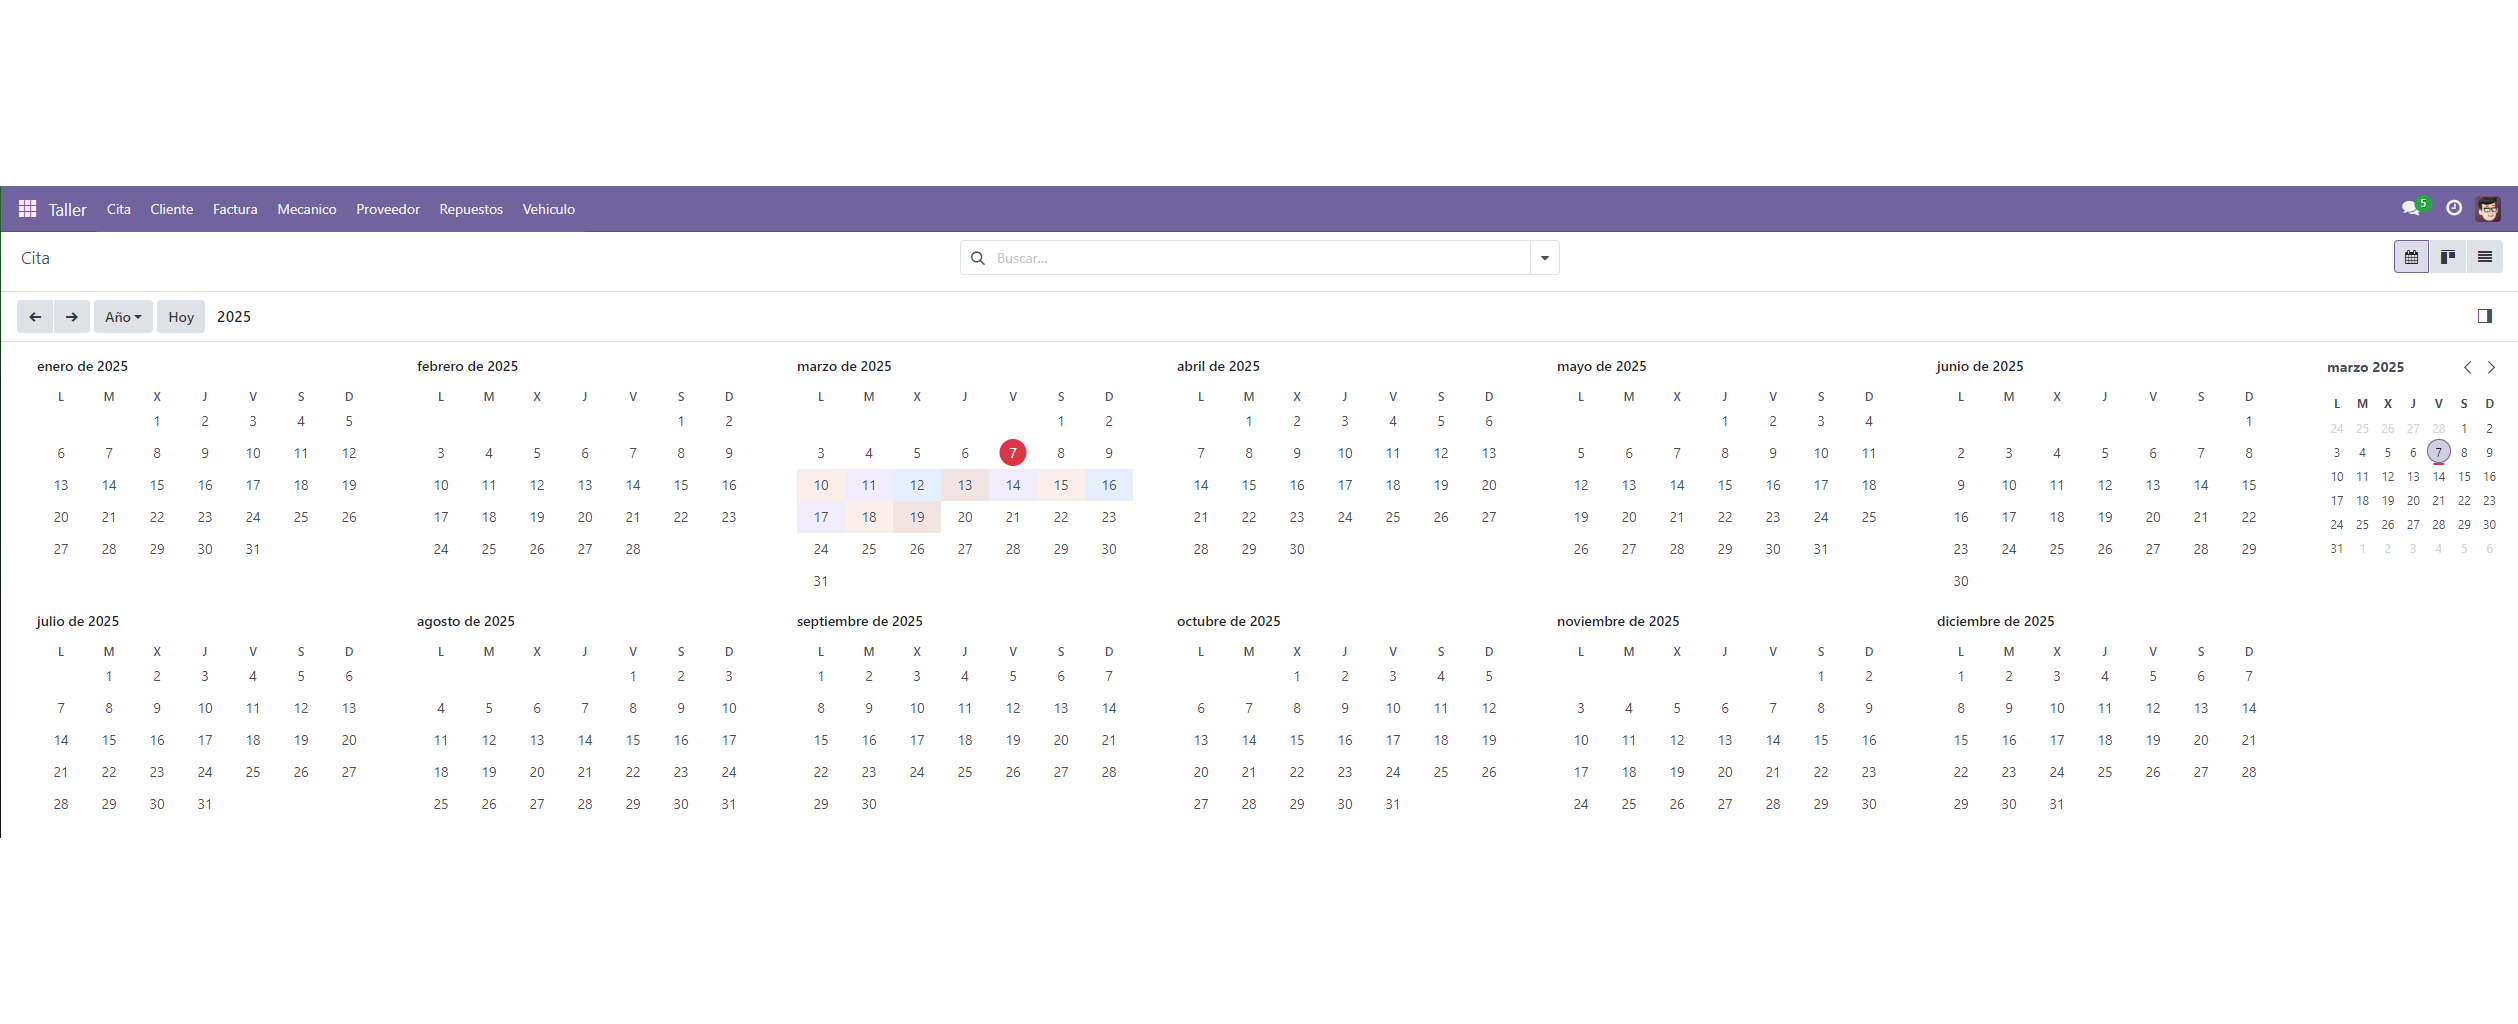 Taller Cita Cliente Factura Mecanico Proveedor Repuestos Vehiculo 5
Cita Buscar...
Año Hoy 2025
enero de 2025
L M X J V S D
1 2 3 4 5
6 7 8 9 10 11 12
13 14 15 16 17 18 19
20 21 22 23 24 25 26
27 28 29 30 31
febrero de 2025
L M X J V S D
1 2
3 4 5 6 7 8 9
10 11 12 13 14 15 16
17 18 19 20 21 22 23
24 25 26 27 28
marzo de 2025
L M X J V S D
1 2
3 4 5 6 7 8 9
10 11 12 13 14 15 16
17 18 19 20 21 22 23
24 25 26 27 28 29 30
31
abril de 2025
L M X J V S D
1 2 3 4 5 6
7 8 9 10 11 12 13
14 15 16 17 18 19 20
21 22 23 24 25 26 27
28 29 30
mayo de 2025
L M X J V S D
1 2 3 4
5 6 7 8 9 10 11
12 13 14 15 16 17 18
19 20 21 22 23 24 25
26 27 28 29 30 31
junio de 2025
L M X J V S D
1
2 3 4 5 6 7 8
9 10 11 12 13 14 15
16 17 18 19 20 21 22
23 24 25 26 27 28 29
30
marzo 2025
L M X J V S D
24 25 26 27 28 1 2
3 4 5 6 7 8 9
10 11 12 13 14 15 16
17 18 19 20 21 22 23
24 25 26 27 28 29 30
31 1 2 3 4 5 6
julio de 2025
L M X J V S D
1 2 3 4 5 6
7 8 9 10 11 12 13
14 15 16 17 18 19 20
21 22 23 24 25 26 27
28 29 30 31
agosto de 2025
L M X J V S D
1 2 3
4 5 6 7 8 9 10
11 12 13 14 15 16 17
18 19 20 21 22 23 24
25 26 27 28 29 30 31
septiembre de 2025
L M X J V S D
1 2 3 4 5 6 7
8 9 10 11 12 13 14
15 16 17 18 19 20 21
22 23 24 25 26 27 28
29 30
octubre de 2025
L M X J V S D
1 2 3 4 5
6 7 8 9 10 11 12
13 14 15 16 17 18 19
20 21 22 23 24 25 26
27 28 29 30 31
noviembre de 2025
L M X J V S D
1 2
3 4 5 6 7 8 9
10 11 12 13 14 15 16
17 18 19 20 21 22 23
24 25 26 27 28 29 30
diciembre de 2025
L M X J V S D
1 2 3 4 5 6 7
8 9 10 11 12 13 14
15 16 17 18 19 20 21
22 23 24 25 26 27 28
29 30 31